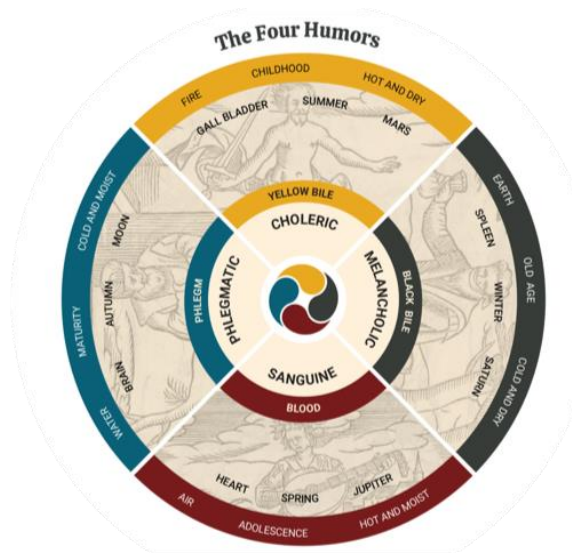 The Four Humors
FIRE
CHILDHOOD
HOT AND DRY
GALL BLADDER
SUMMER
MARS
YELLOW BILE
CHOLERIC
EARTH
OLD AGE
COLD AND DRY
SPLEEN
WINTER
SATURN
BLACK BILE
MELANCHOLIC
AIR
ADOLESCENCE
HOT AND MOIST
HEART
SPRING
JUPITER
BLOOD
SANGUINE
WATER
MATURITY
COLD AND MOIST
BRAIN
AUTUMN
MOON
PHLEGM
PHLEGMATIC